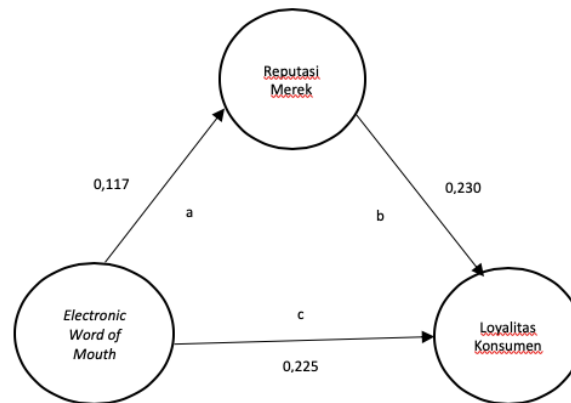 Reputasi
Merek
0,117
a
b
0,230
Electronic
Word of
Mouth
c
0,225
Loyalitas
Konsumen